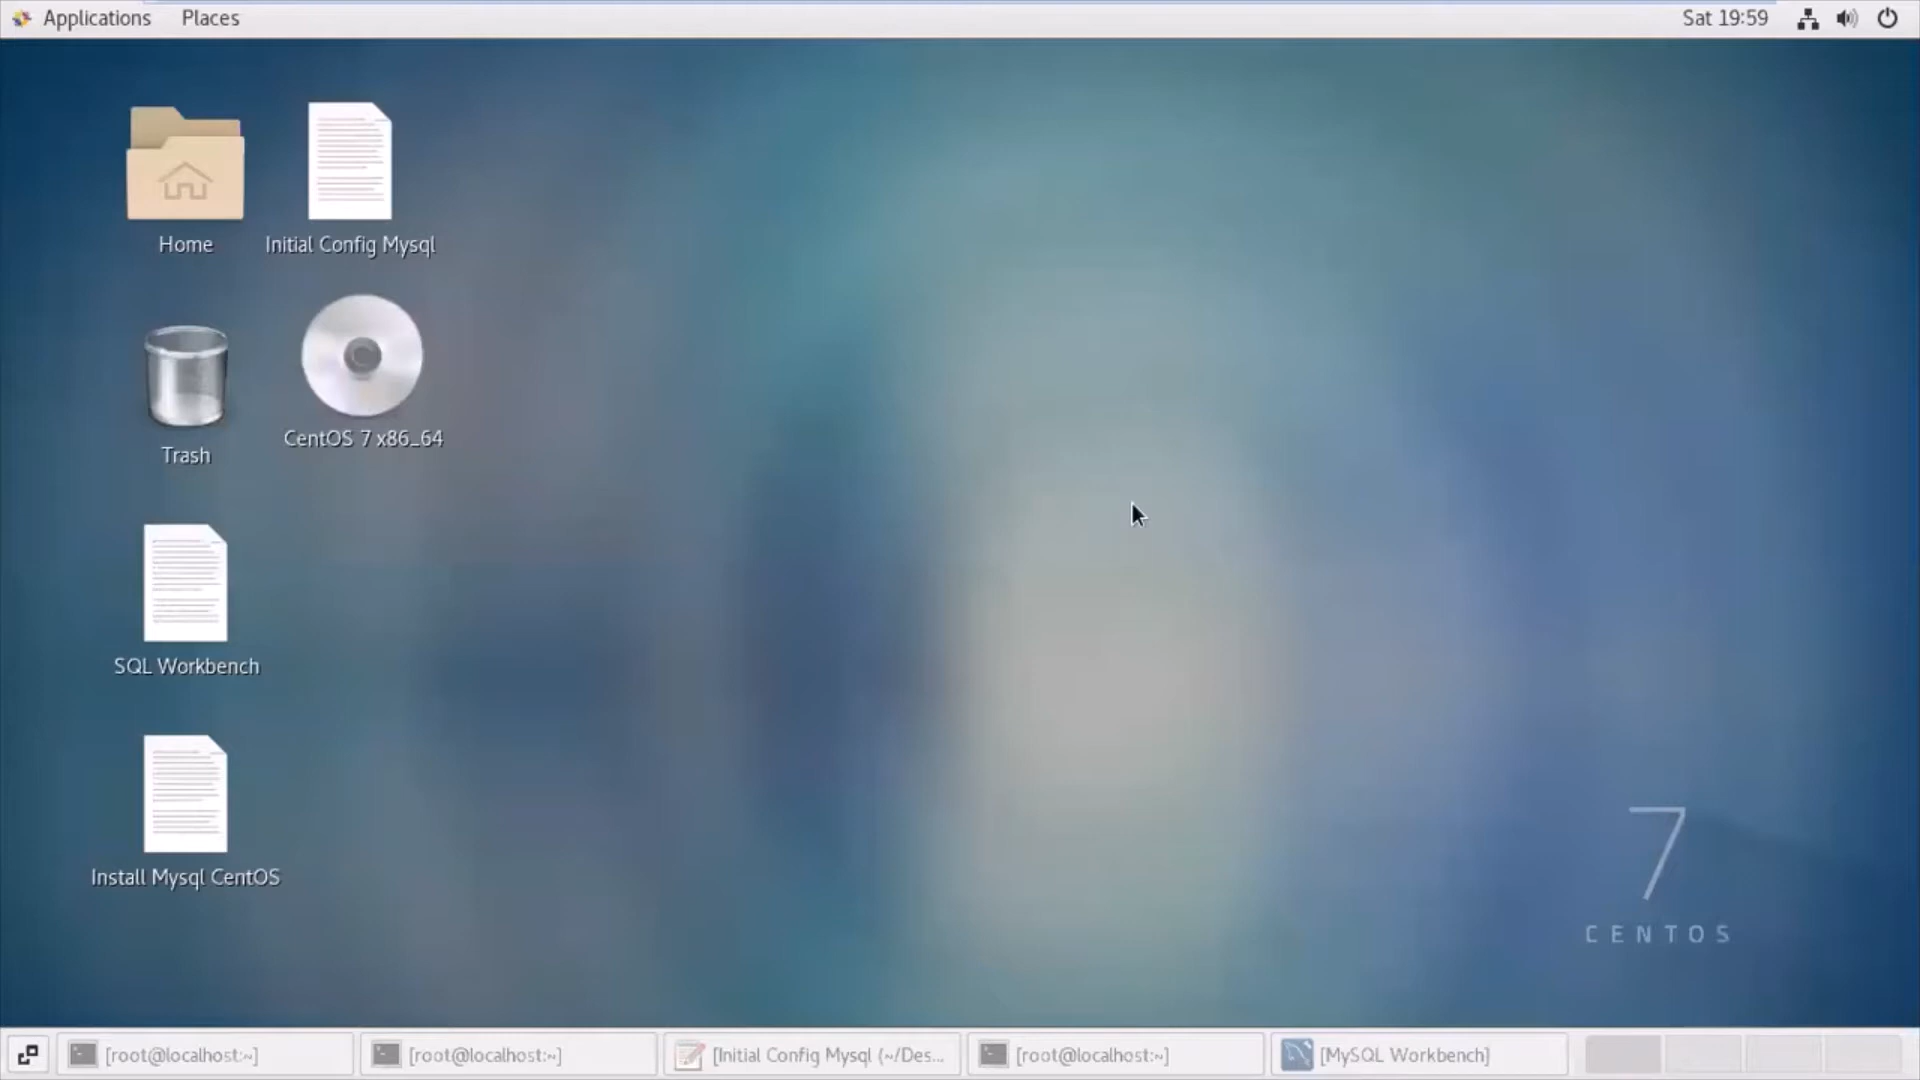 Applications Places Sat 19:59
Home
Initial Config Mysql
Trash
CentOS 7 x86_64
SQL Workbench
Install Mysql CentOS
7
CENTOS
[root@localhost:~] [root@localhost:~] [Initial Config Mysql (~/Des... [root@localhost:~] [MySQL Workbench]